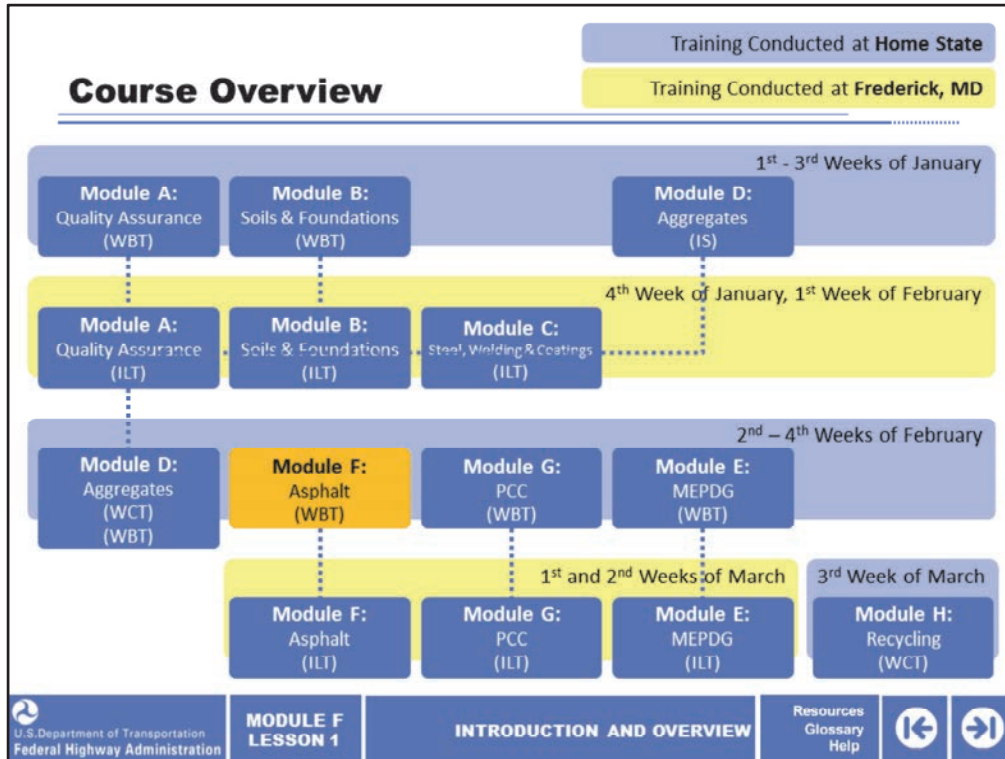 Training Conducted at Home State
Course Overview
Training Conducted at Frederick, MD
1st - 3rd Weeks of January
Module A:
Quality Assurance
(WBT)
Module B:
Soils & Foundations
(WBT)
Module D:
Aggregates
(IS)
4th Week of January, 1st Week of February
Module A:
Quality Assurance
(ILT)
Module B:
Soils & Foundations
(ILT)
Module C:
Steel, Welding & Coatings
(ILT)
2nd – 4th Weeks of February
Module D:
Aggregates
(WCT)
(WBT)
Module F:
Asphalt
(WBT)
Module G:
PCC
(WBT)
Module E:
MEPDG
(WBT)
1st and 2nd Weeks of March
3rd Week of March
Module F:
Asphalt
(ILT)
Module G:
PCC
(ILT)
Module E:
MEPDG
(ILT)
Module H:
Recycling
(WCT)
U.S.Department of Transportation
Federal Highway Administration
MODULE F
LESSON 1
INTRODUCTION AND OVERVIEW
Resources
Glossary
Help